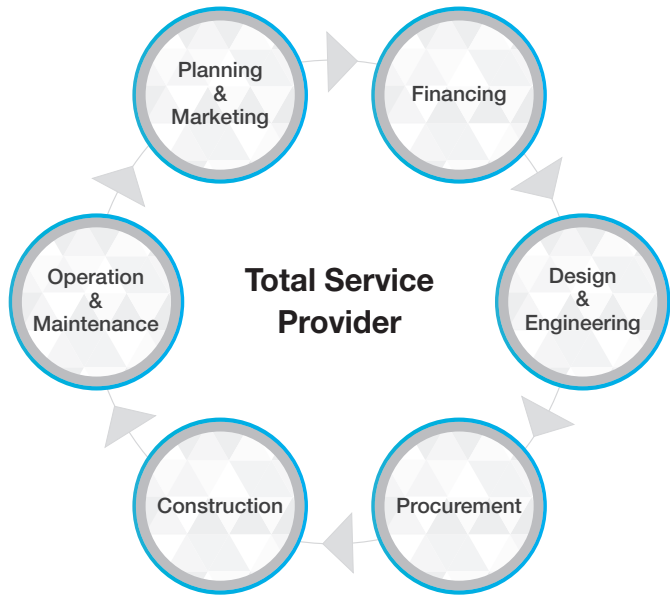 Planning
&
Marketing
Financing
Operation
&
Maintenance
Total Service
Provider
Design
&
Engineering
Construction
Procurement